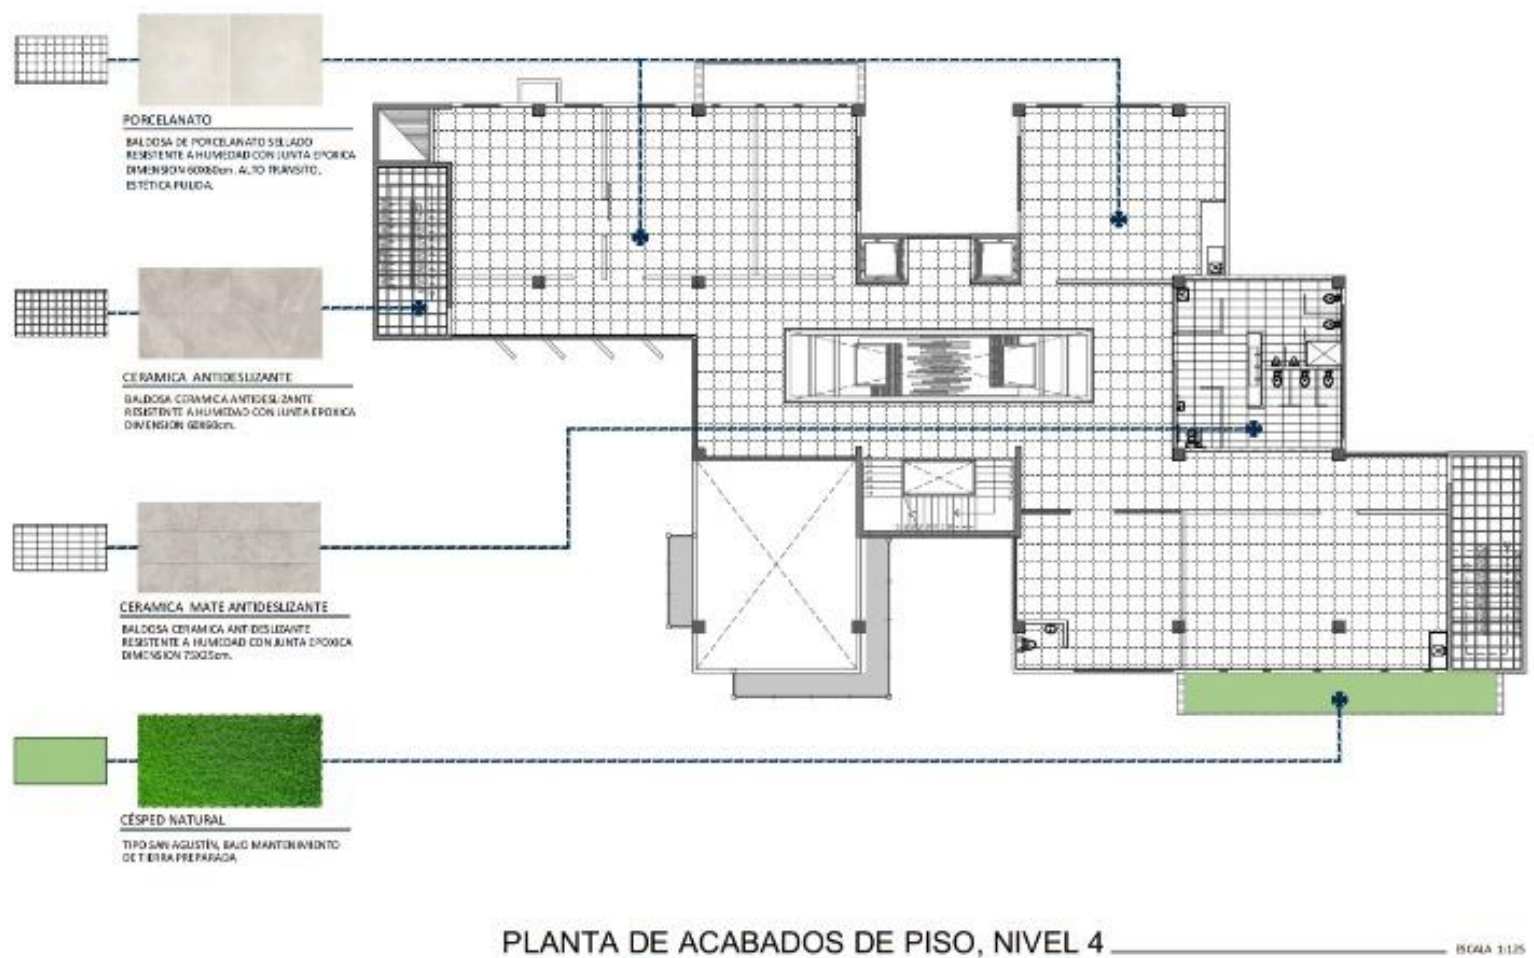 PORCELANATO
BALDOSA DE PORCELANATO SELLADO
RESISTENTE A HUMEDAD CON JUNTA EPOXICA
DIMENSION 60X60cm. ALTO TRÁNSITO.
ESTÉTICA PULIDA.
CERAMICA ANTIDESLIZANTE
BALDOSA CERAMICA ANTIDESLIZANTE
RESISTENTE A HUMEDAD CON JUNTA EPOXICA
DIMENSION 60X60cm.
CERAMICA MATE ANTIDESLIZANTE
BALDOSA CERAMICA ANTIDESLIZANTE
RESISTENTE A HUMEDAD CON JUNTA EPOXICA
DIMENSION 75X25cm.
CÉSPED NATURAL
TIPO SAN AGUSTÍN, BAJO MANTENIMIENTO
DE TIERRA PREPARADA
PLANTA DE ACABADOS DE PISO, NIVEL 4
ESCALA 1:125